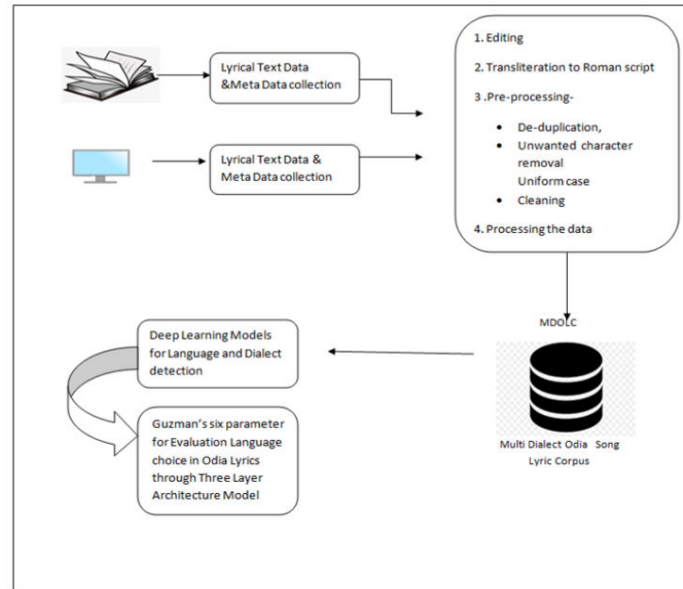 Lyrical Text Data
&Meta Data collection
Lyrical Text Data &
Meta Data collection
1. Editing
2. Transliteration to Roman script
3 .Pre-processing-
• De-duplication,
• Unwanted character
removal
Uniform case
• Cleaning
4. Processing the data
MDOLC
Multi Dialect Odia Song
Lyric Corpus
Deep Learning Models
for Language and Dialect
detection
Guzman's six parameter
for Evaluation Language
choice in Odia Lyrics
through Three Layer
Architecture Model